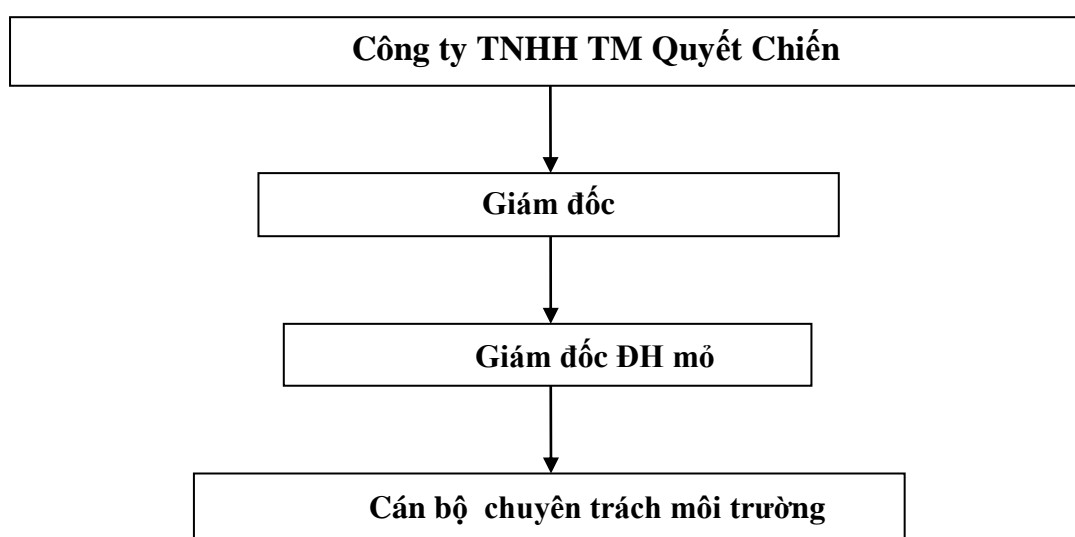 Công ty TNHH TM Quyết Chiến
Giám đốc
Giám đốc ĐH mỏ
Cán bộ chuyên trách môi trường